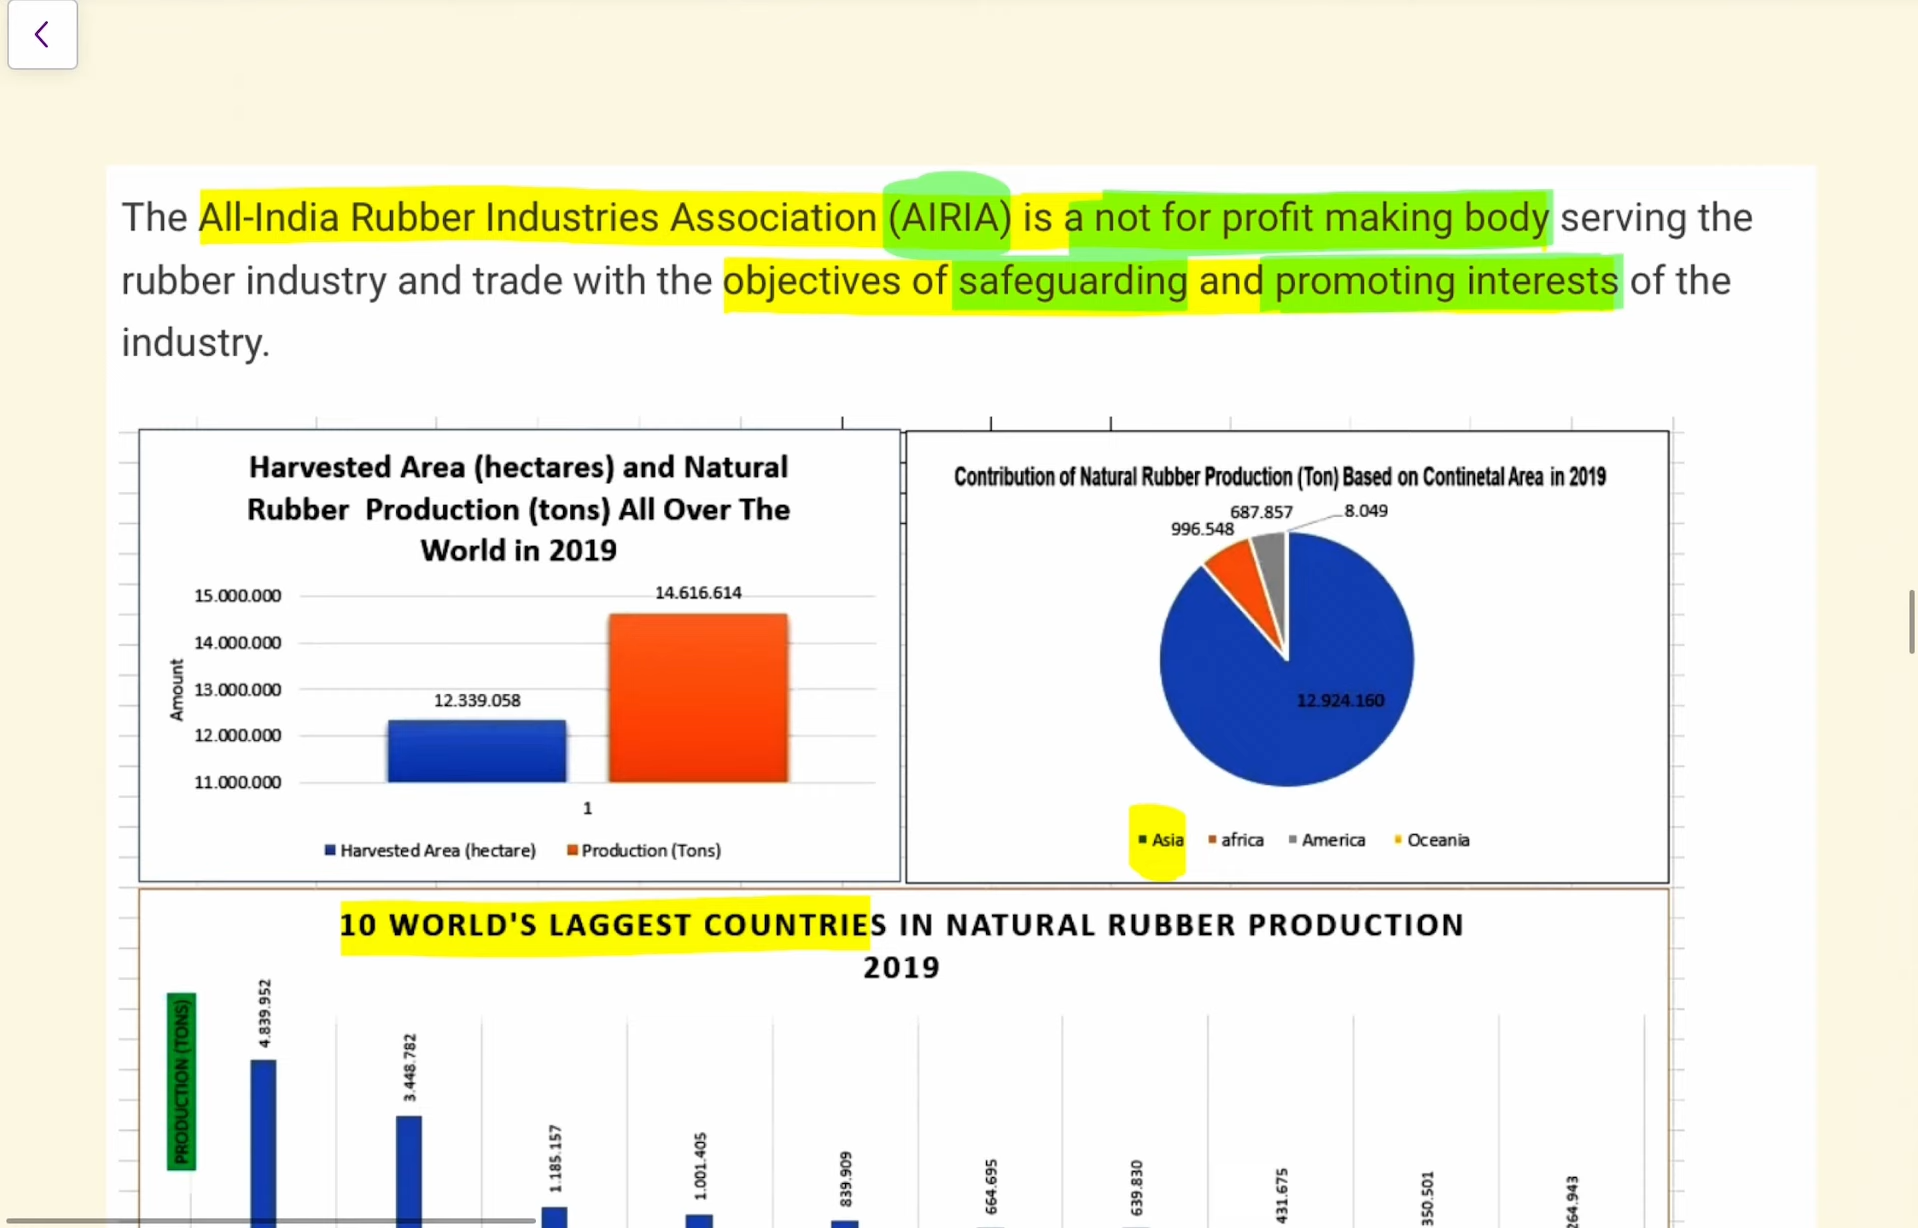 The All-India Rubber Industries Association (AIRIA) is a not for profit making body serving the
rubber industry and trade with the objectives of safeguarding and promoting interests of the
industry.
Harvested Area (hectares) and Natural
Rubber Production (tons) All Over The
World in 2019
15.000.000
14.000.000
13.000.000
12.000.000
11.000.000
Amount
12.339.058
14.616.614
1
Harvested Area (hectare) Production (Tons)
Contribution of Natural Rubber Production (Ton) Based on Continetal Area in 2019
996.548
687.857
8.049
12.924.160
Asia africa America Oceania
10 WORLD'S LAGGEST COUNTRIES IN NATURAL RUBBER PRODUCTION
2019
PRODUCTION (TONS)
4.839.952
3.448.782
1.185.157
1.001.405
839.909
664.695
639.830
431.675
350.501
264.943